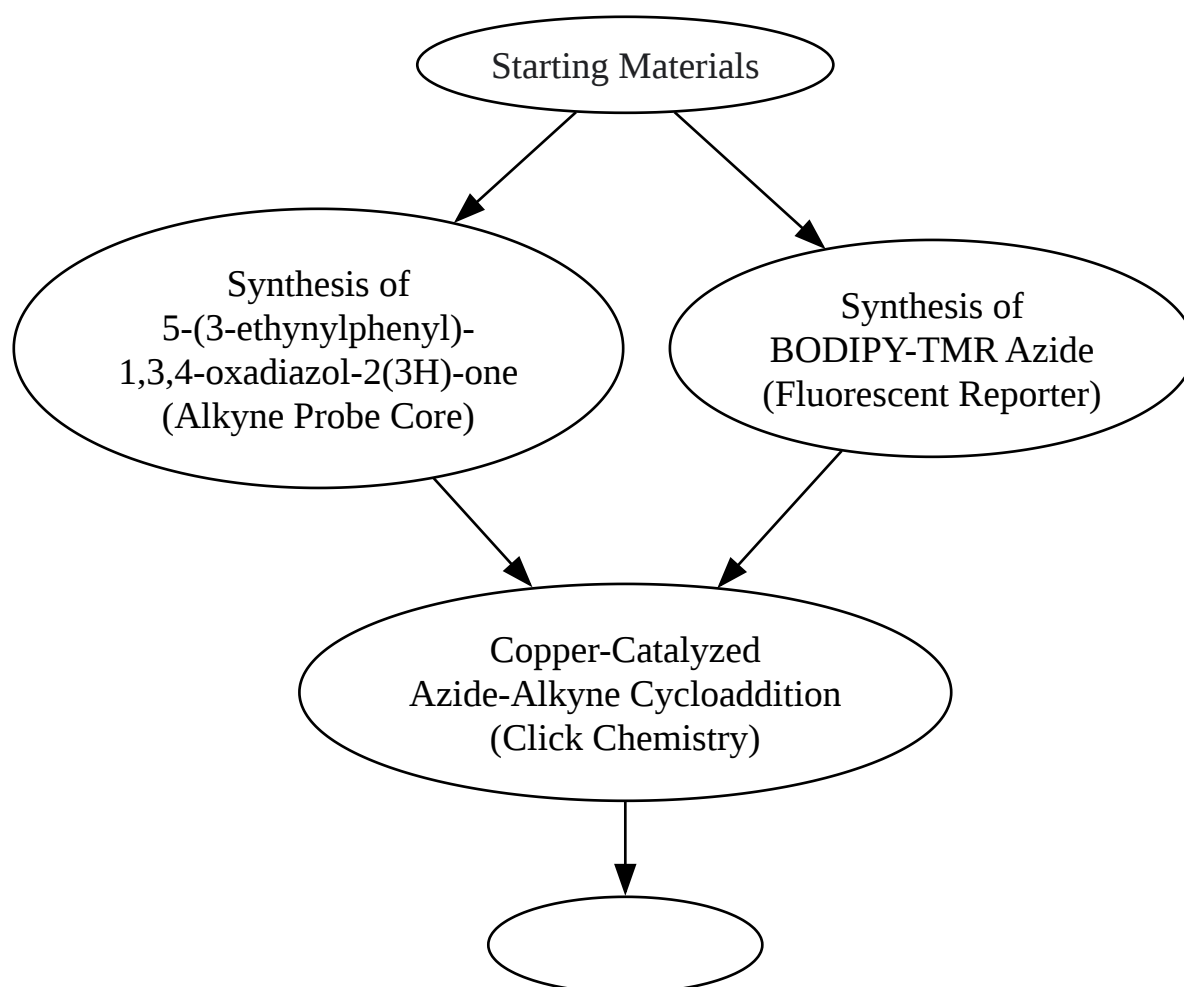 Starting Materials
Synthesis of
5-(3-ethynylphenyl)-
1,3,4-oxadiazol-2(3H)-one
(Alkyne Probe Core)
Synthesis of
BODIPY-TMR Azide
(Fluorescent Reporter)
Copper-Catalyzed
Azide-Alkyne Cycloaddition
(Click Chemistry)